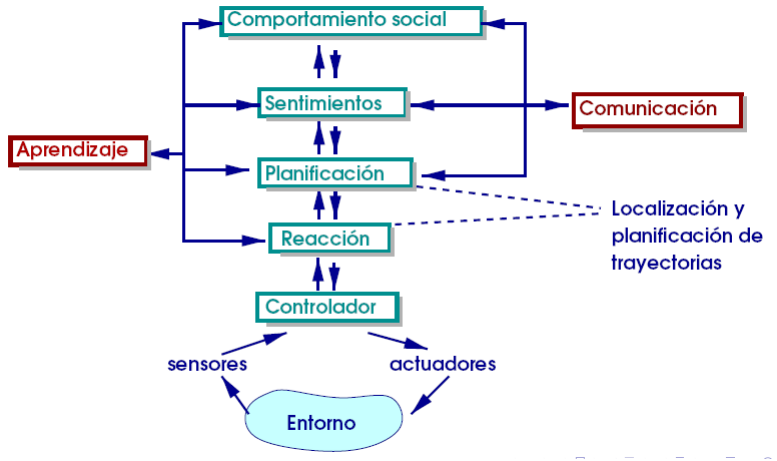 Comportamiento social
Sentimientos
Comunicación
Aprendizaje
Planificación
Localización y
planificación de
trayectorias
Reacción
Controlador
sensores
actuadores
Entorno